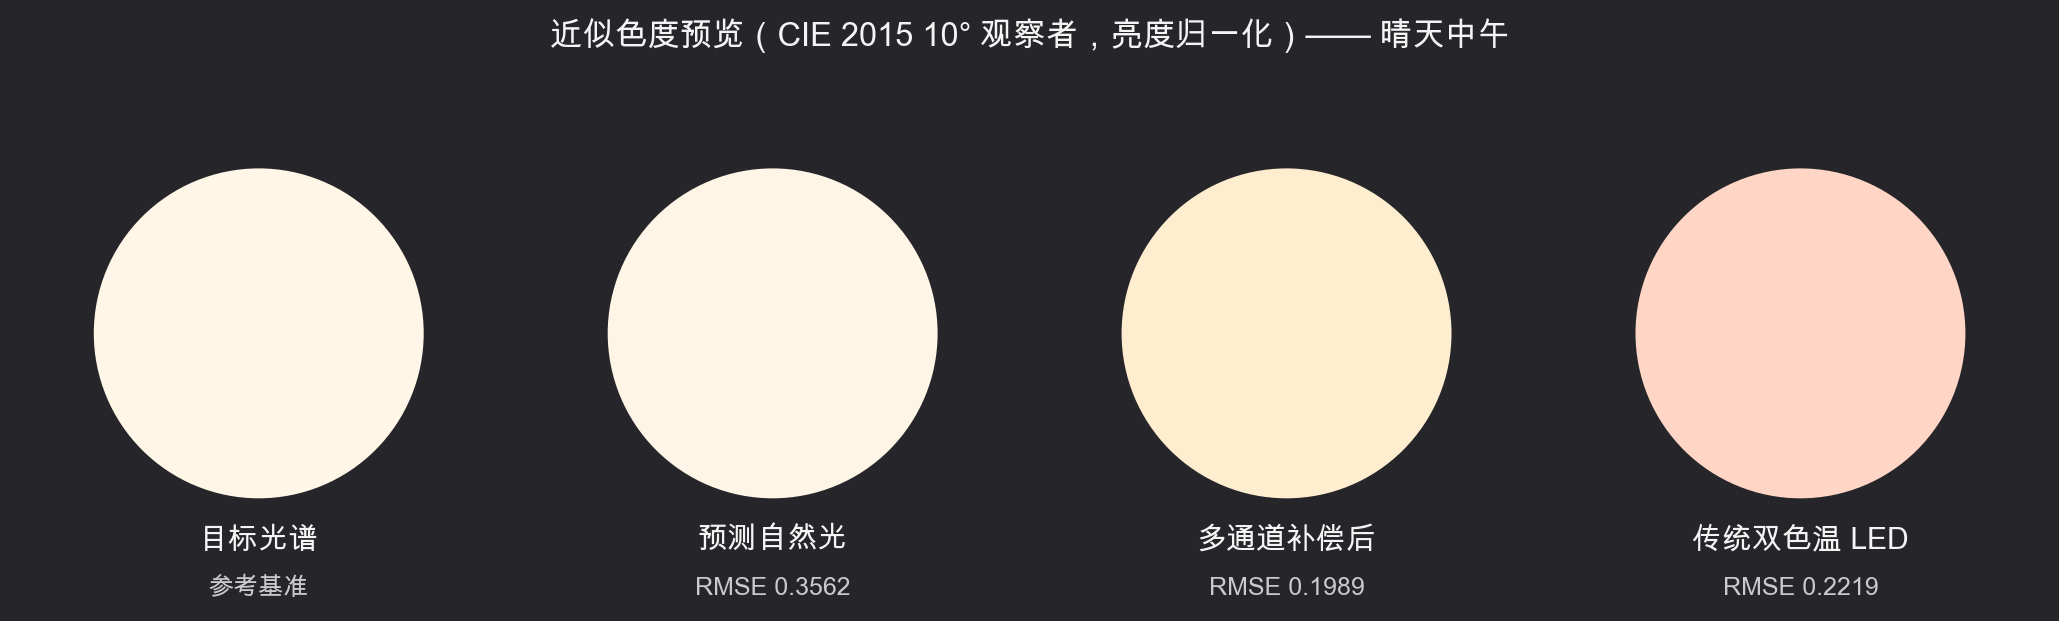 近似色度预览（CIE 2015 10° 观察者，亮度归一化）—— 晴天中午
目标光谱
参考基准
预测自然光
RMSE 0.3562
多通道补偿后
RMSE 0.1989
传统双色温 LED
RMSE 0.2219